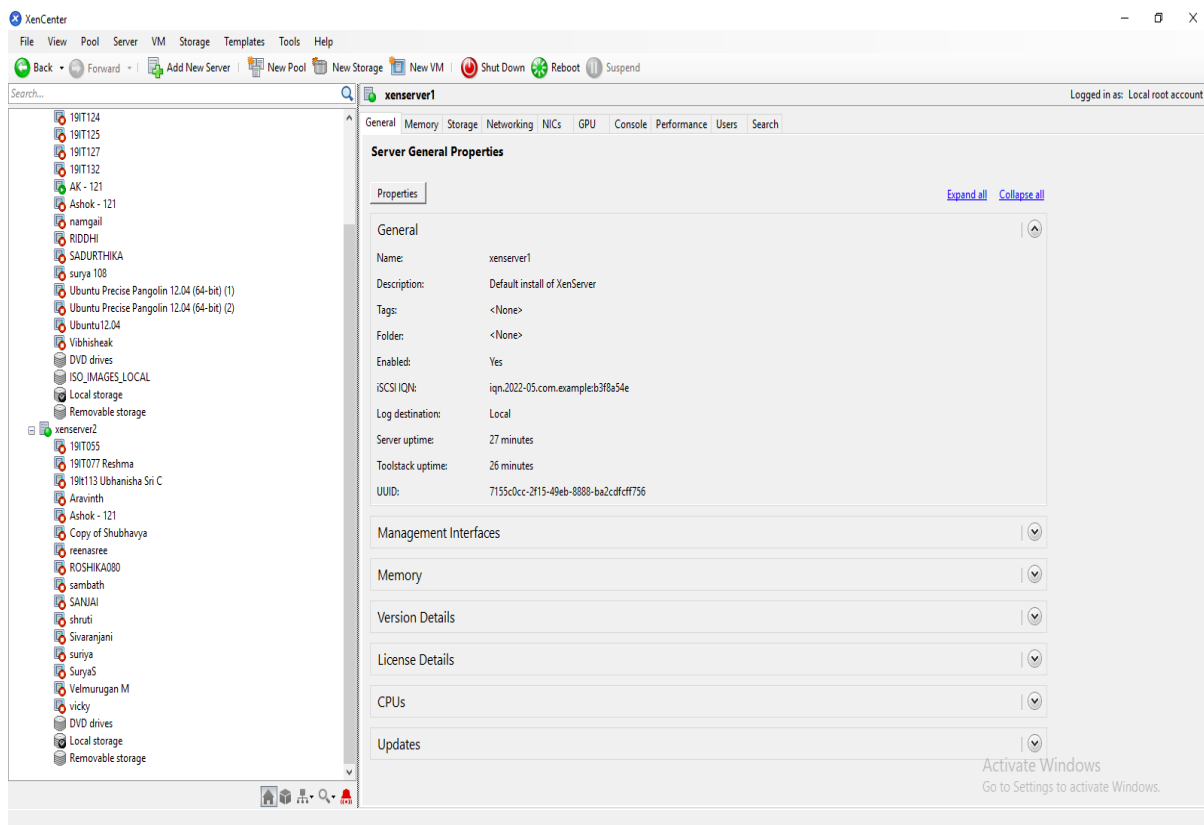 XenCenter
File View Pool Server VM Storage Templates Tools Help
Back Forward Add New Server New Pool New Storage New VM Shut Down Reboot Suspend
Search...
19IT124
19IT125
19IT127
19IT132
AK - 121
Ashok - 121
namgail
RIDDHI
SADURTHIKA
surya 108
Ubuntu Precise Pangolin 12.04 (64-bit) (1)
Ubuntu Precise Pangolin 12.04 (64-bit) (2)
Ubuntu12.04
Vibhisheak
DVD drives
ISO_IMAGES_LOCAL
Local storage
Removable storage
xenserver2
19IT055
19IT077 Reshma
19It113 Ubhanisha Sri C
Aravinth
Ashok - 121
Copy of Shubhavya
reenasree
ROSHIKA080
sambath
SANJAI
shruti
Sivaranjani
suriya
SuryaS
Velmurugan M
vicky
DVD drives
Local storage
Removable storage
xenserver1 Logged in as: Local root account
General Memory Storage Networking NICs GPU Console Performance Users Search
Server General Properties
Properties Expand all Collapse all
General
Name: xenserver1
Description: Default install of XenServer
Tags: <None>
Folder: <None>
Enabled: Yes
iSCSI IQN: iqn.2022-05.com.example:b3f8a54e
Log destination: Local
Server uptime: 27 minutes
Toolstack uptime: 26 minutes
UUID: 7155c0cc-2f15-49eb-8888-ba2cdfcff756
Management Interfaces
Memory
Version Details
License Details
CPUs
Updates
Activate Windows
Go to Settings to activate Windows.